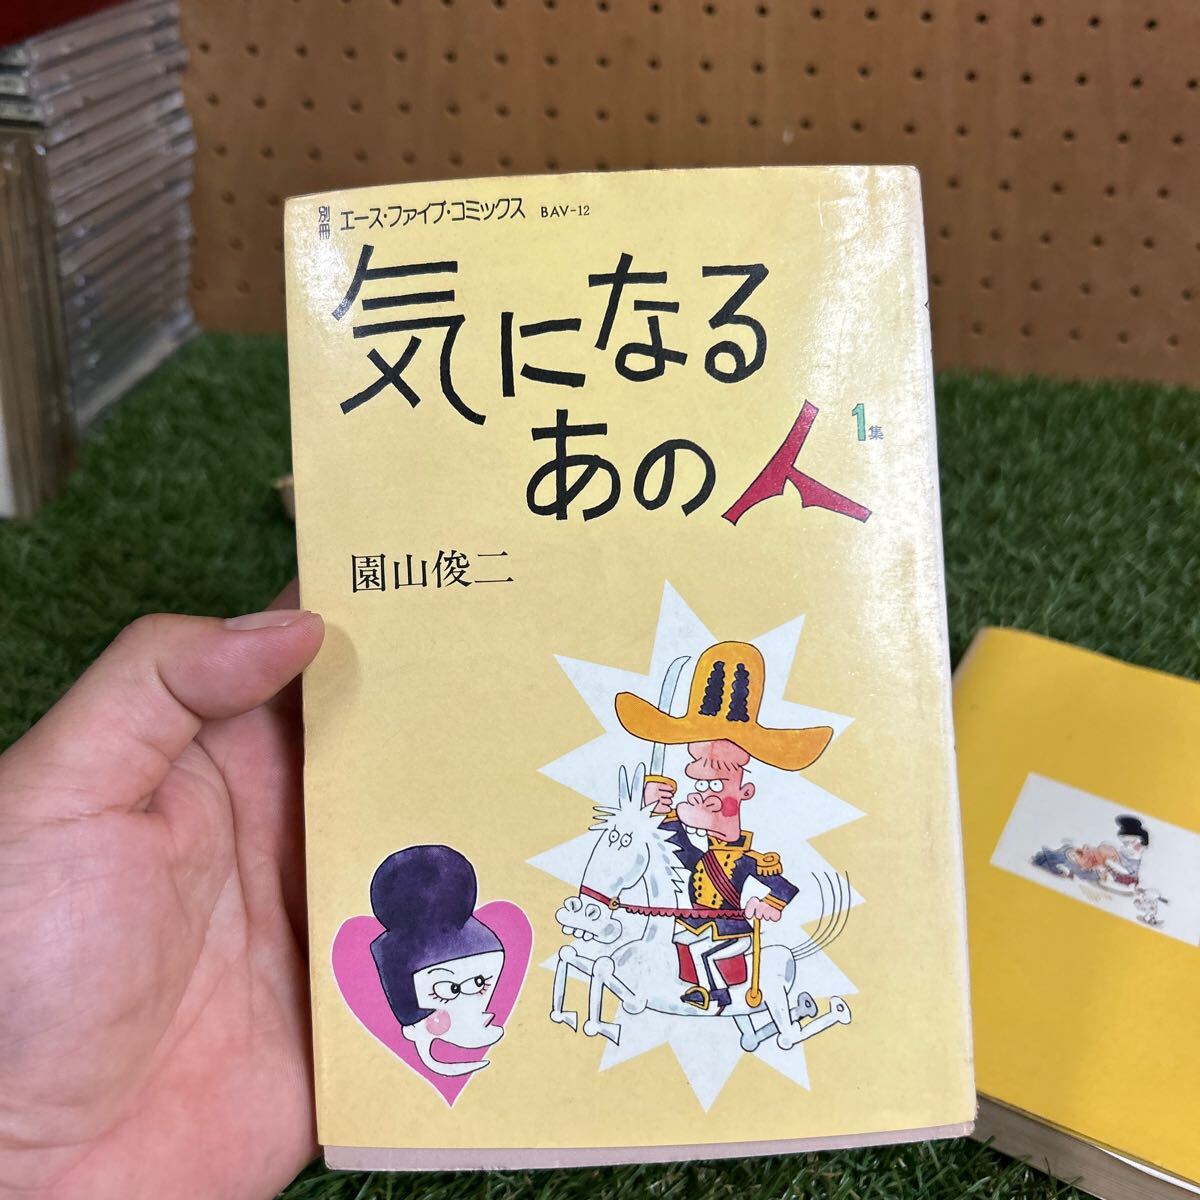 別冊 エース・ファイブ・コミックス BAV-12
気になる
あの人 1集
園山俊二